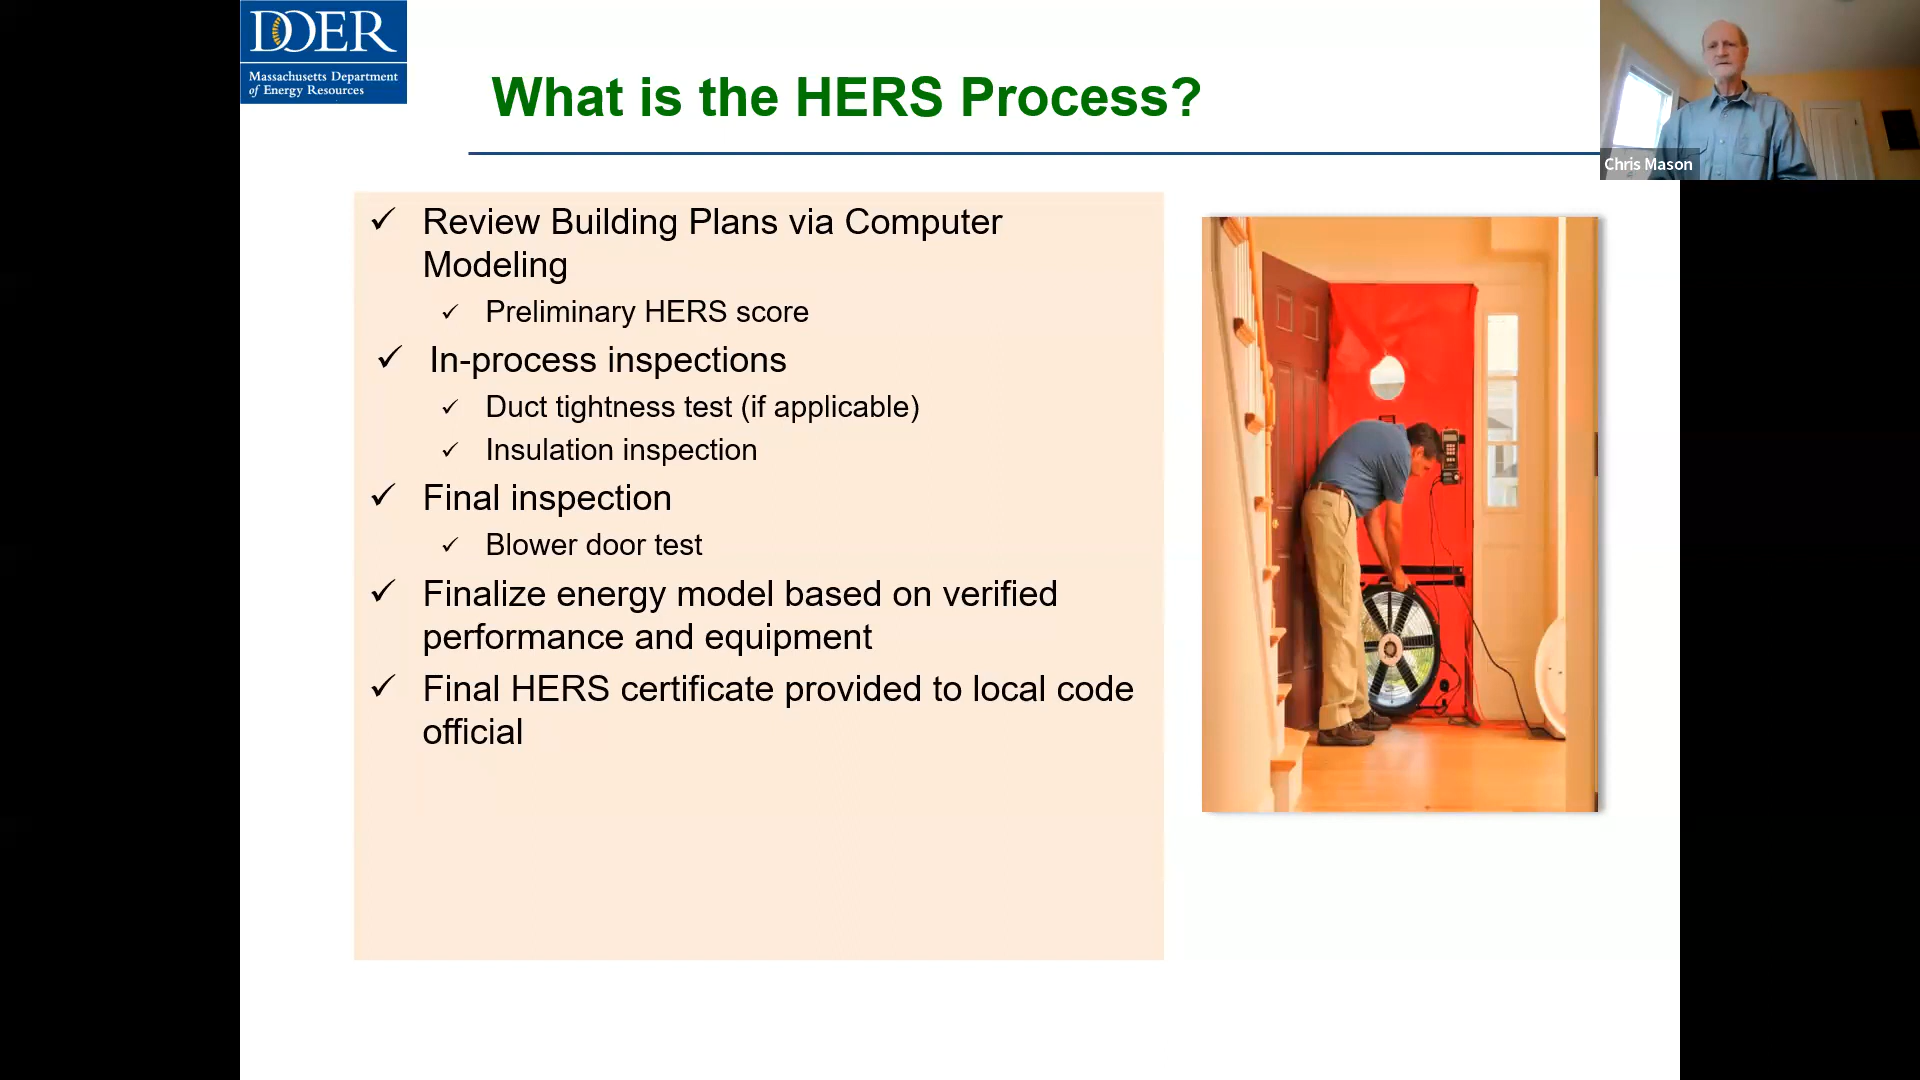 DOER
Massachusetts Department
of Energy Resources
What is the HERS Process?
Chris Mason
✓ Review Building Plans via Computer
Modeling
✓ Preliminary HERS score
✓ In-process inspections
✓ Duct tightness test (if applicable)
✓ Insulation inspection
✓ Final inspection
✓ Blower door test
✓ Finalize energy model based on verified
performance and equipment
✓ Final HERS certificate provided to local code
official